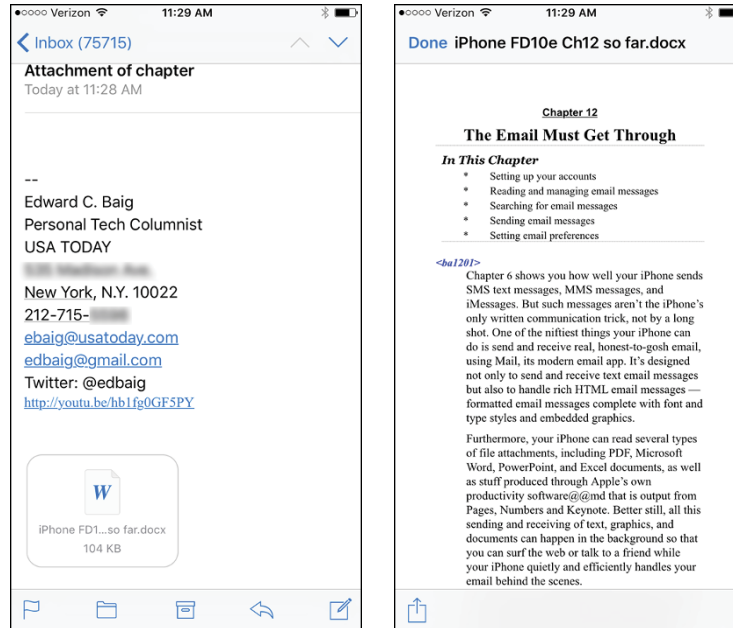 Verizon 11:29 AM
Inbox (75715)
Attachment of chapter
Today at 11:28 AM
--
Edward C. Baig
Personal Tech Columnist
USA TODAY
New York, N.Y. 10022
212-715-
ebaig@usatoday.com
edbaig@gmail.com
Twitter: @edbaig
http://youtu.be/hb1fg0GF5PY
W
iPhone FD1...so far.docx
104 KB
Verizon 11:29 AM
Done iPhone FD10e Ch12 so far.docx
Chapter 12
The Email Must Get Through
In This Chapter
* Setting up your accounts
* Reading and managing email messages
* Searching for email messages
* Sending email messages
* Setting email preferences
<ba1201>
Chapter 6 shows you how well your iPhone sends
SMS text messages, MMS messages, and
iMessages. But such messages aren't the iPhone's
only written communication trick, not by a long
shot. One of the niftiest things your iPhone can
do is send and receive real, honest-to-gosh email,
using Mail, its modern email app. It's designed
not only to send and receive text email messages
but also to handle rich HTML email messages —
formatted email messages complete with font and
type styles and embedded graphics.
Furthermore, your iPhone can read several types
of file attachments, including PDF, Microsoft
Word, PowerPoint, and Excel documents, as well
as stuff produced through Apple's own
productivity software@@md that is output from
Pages, Numbers and Keynote. Better still, all this
sending and receiving of text, graphics, and
documents can happen in the background so that
you can surf the web or talk to a friend while
your iPhone quietly and efficiently handles your
email behind the scenes.